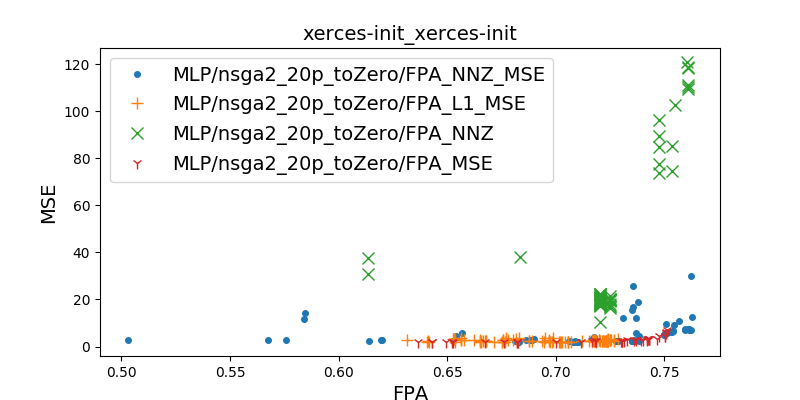 xerces-init_xerces-init
MLP/nsga2_20p_toZero/FPA_NNZ_MSE
MLP/nsga2_20p_toZero/FPA_L1_MSE
MLP/nsga2_20p_toZero/FPA_NNZ
MLP/nsga2_20p_toZero/FPA_MSE
MSE
120
100
80
60
40
20
0
0.50 0.55 0.60 0.65 0.70 0.75
FPA